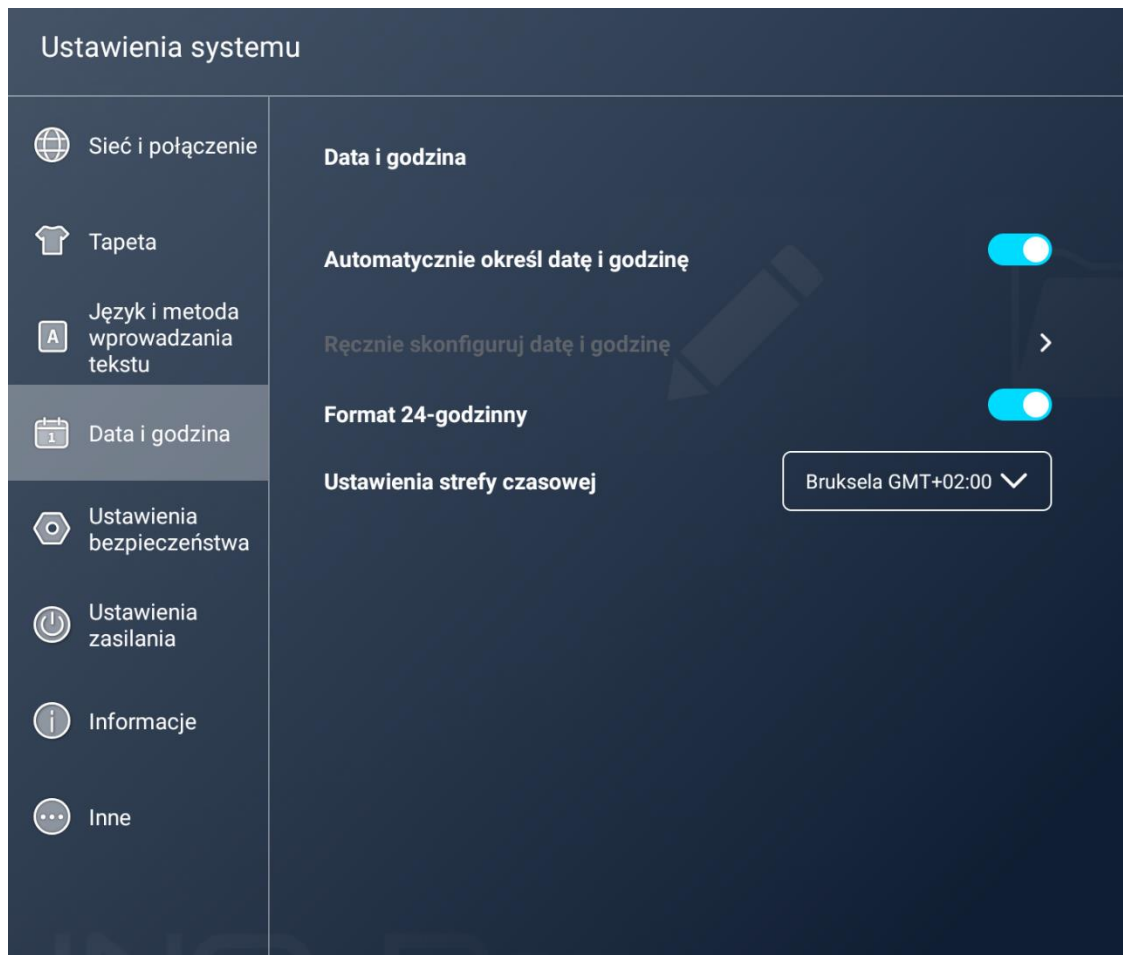 Ustawienia systemu
Sieć i połączenie
Tapeta
Język i metoda
wprowadzania
tekstu
A
Data i godzina
1
Ustawienia
bezpieczeństwa
Ustawienia
zasilania
Informacje
Inne
Data i godzina
Automatycznie określ datę i godzinę
Ręcznie skonfiguruj datę i godzinę
Format 24-godzinny
Ustawienia strefy czasowej
Bruksela GMT+02:00